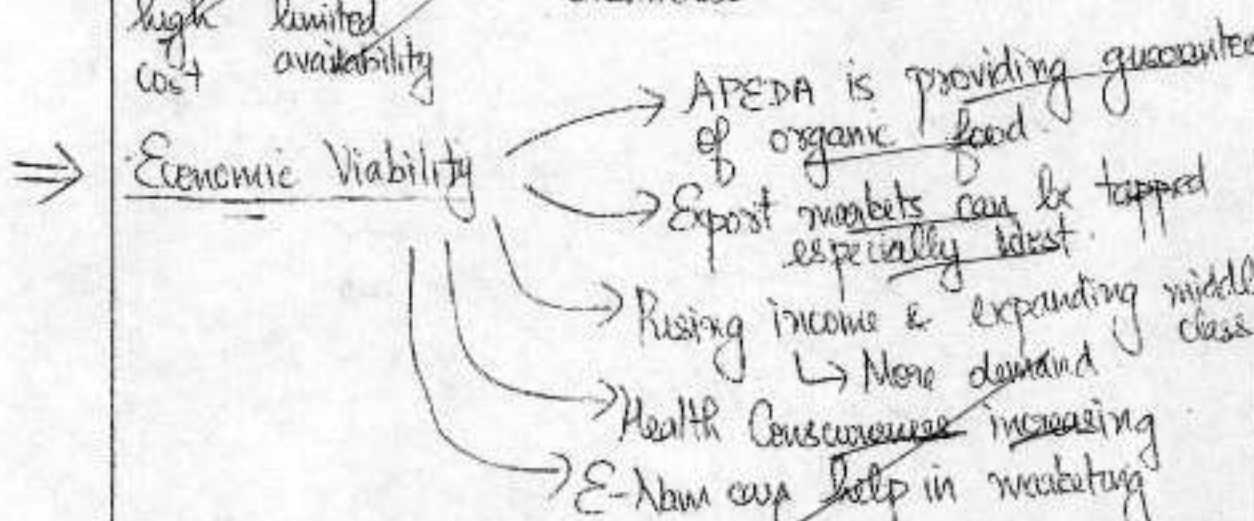 high limited
cost availability
APEDA is providing guarantee
of organic food.
⇒ Economic Viability
Export markets can be tapped
especially West.
Rising income & expanding middle
class
↳ More demand
Health Consciousness increasing
E-Nam can help in marketing